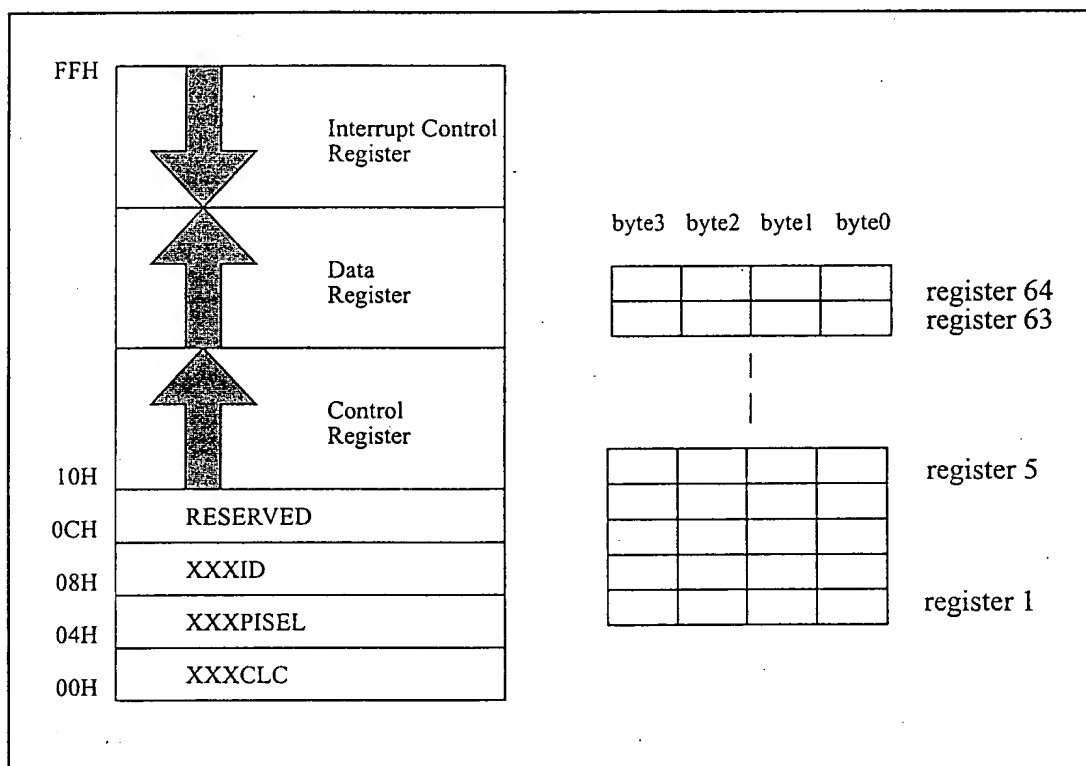 FFH
Interrupt Control
Register
Data
Register
Control
Register
10H
RESERVED
0CH
XXXID
08H
XXXPISEL
04H
XXXCLC
00H
byte3 byte2 byte1 byte0
register 64
register 63
register 5
register 1